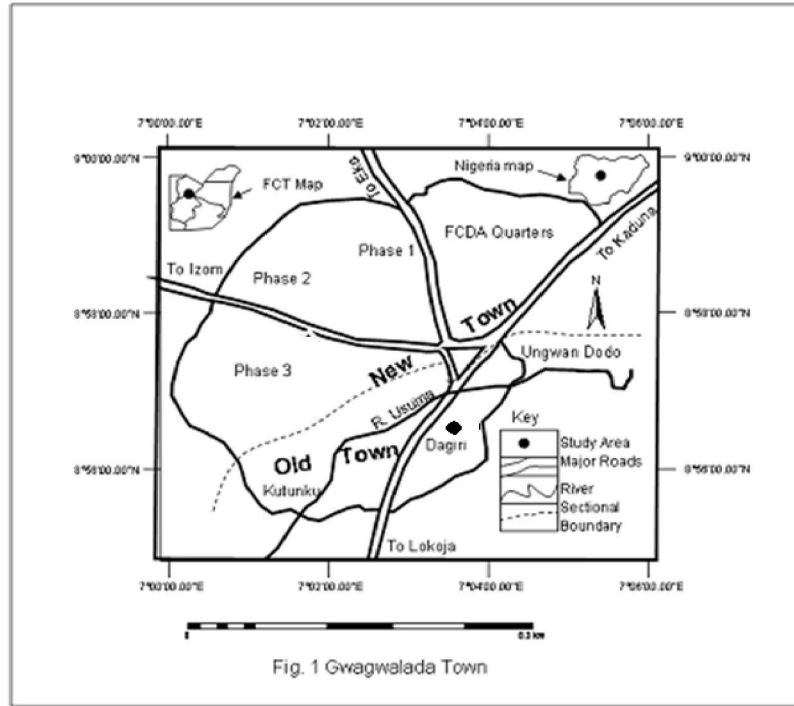 7°00'00.00"E 7°02'00.00"E 7°04'00.00"E 7°06'00.00"E
9°00'00.00"N 9°00'00.00"N
FCT Map
To Eko
Nigeria map
Phase 1
FCDA Quarters
To Kaduna
To Izom
Phase 2
N
8°58'00.00"N 8°58'00.00"N
New Town
Ungwan Dodo
Phase 3
R. Usuma
Old Town
Dagiri
Kutunku
8°56'00.00"N 8°56'00.00"N
Key
Study Area
Major Roads
River
Sectional
Boundary
To Lokoja
7°00'00.00"E 7°02'00.00"E 7°04'00.00"E 7°06'00.00"E
0 0.3 km
Fig. 1 Gwagwalada Town